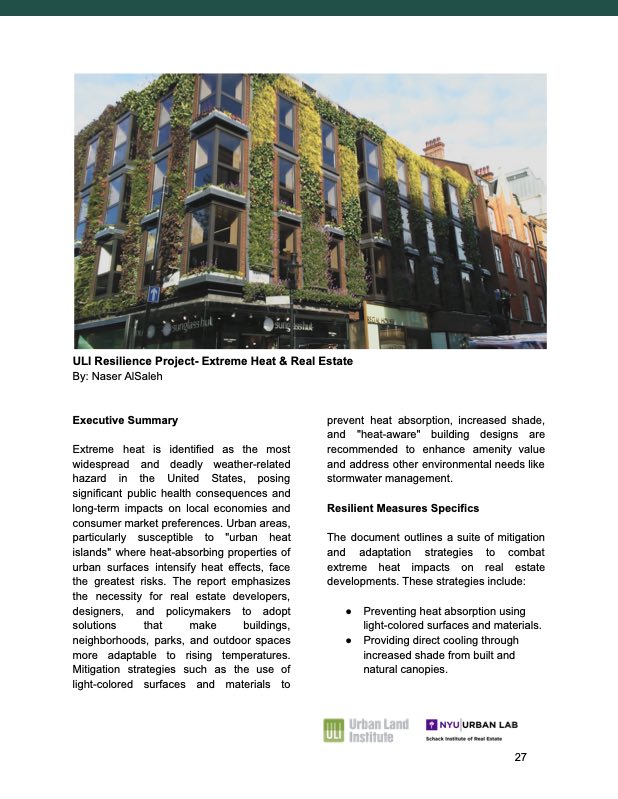 sunglass hut
sunglass hut
ULI Resilience Project- Extreme Heat & Real Estate
By: Naser AlSaleh
Executive Summary
Extreme heat is identified as the most
widespread and deadly weather-related
hazard in the United States, posing
significant public health consequences and
long-term impacts on local economies and
consumer market preferences. Urban areas,
particularly susceptible to "urban heat
islands" where heat-absorbing properties of
urban surfaces intensify heat effects, face
the greatest risks. The report emphasizes
the necessity for real estate developers,
designers, and policymakers to adopt
solutions that make buildings,
neighborhoods, parks, and outdoor spaces
more adaptable to rising temperatures.
Mitigation strategies such as the use of
light-colored surfaces and materials to
prevent heat absorption, increased shade,
and "heat-aware" building designs are
recommended to enhance amenity value
and address other environmental needs like
stormwater management.
Resilient Measures Specifics
The document outlines a suite of mitigation
and adaptation strategies to combat
extreme heat impacts on real estate
developments. These strategies include:
● Preventing heat absorption using
light-colored surfaces and materials.
● Providing direct cooling through
increased shade from built and
natural canopies.
ULI Urban Land
Institute
NYU URBAN LAB
Schack Institute of Real Estate
27